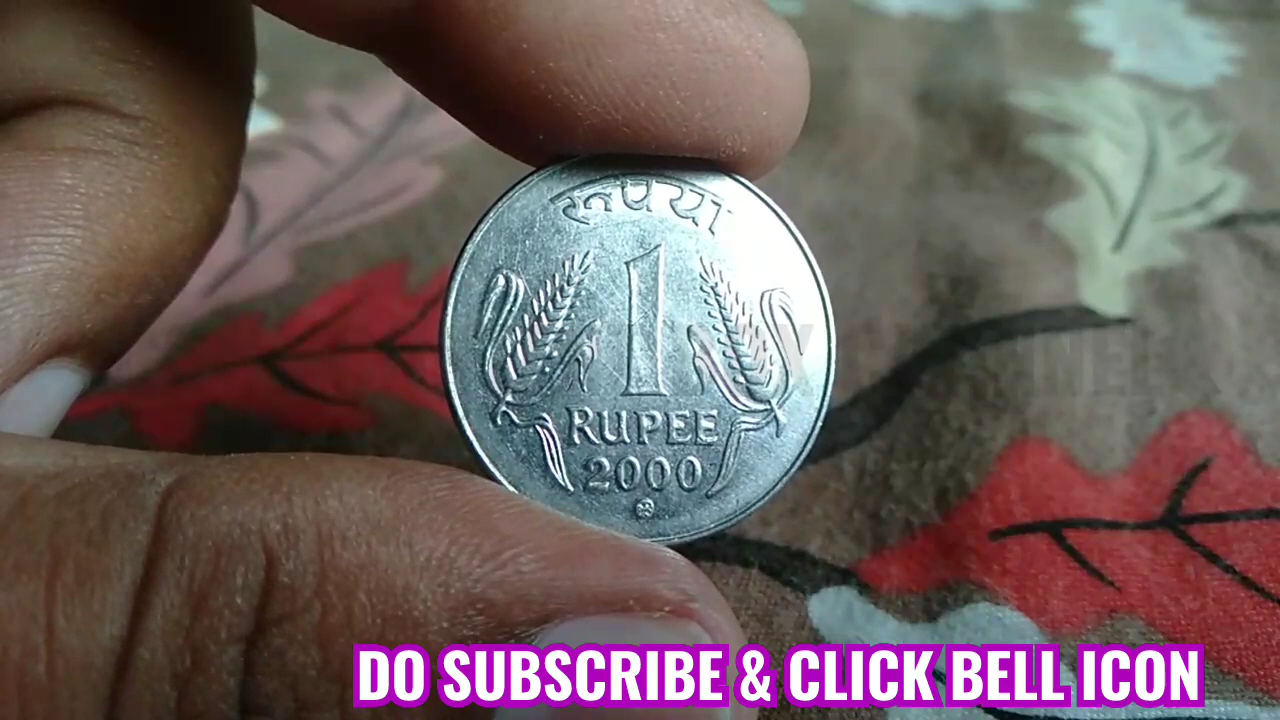 रूपया
1
RUPEE
2000
DO SUBSCRIBE & CLICK BELL ICON